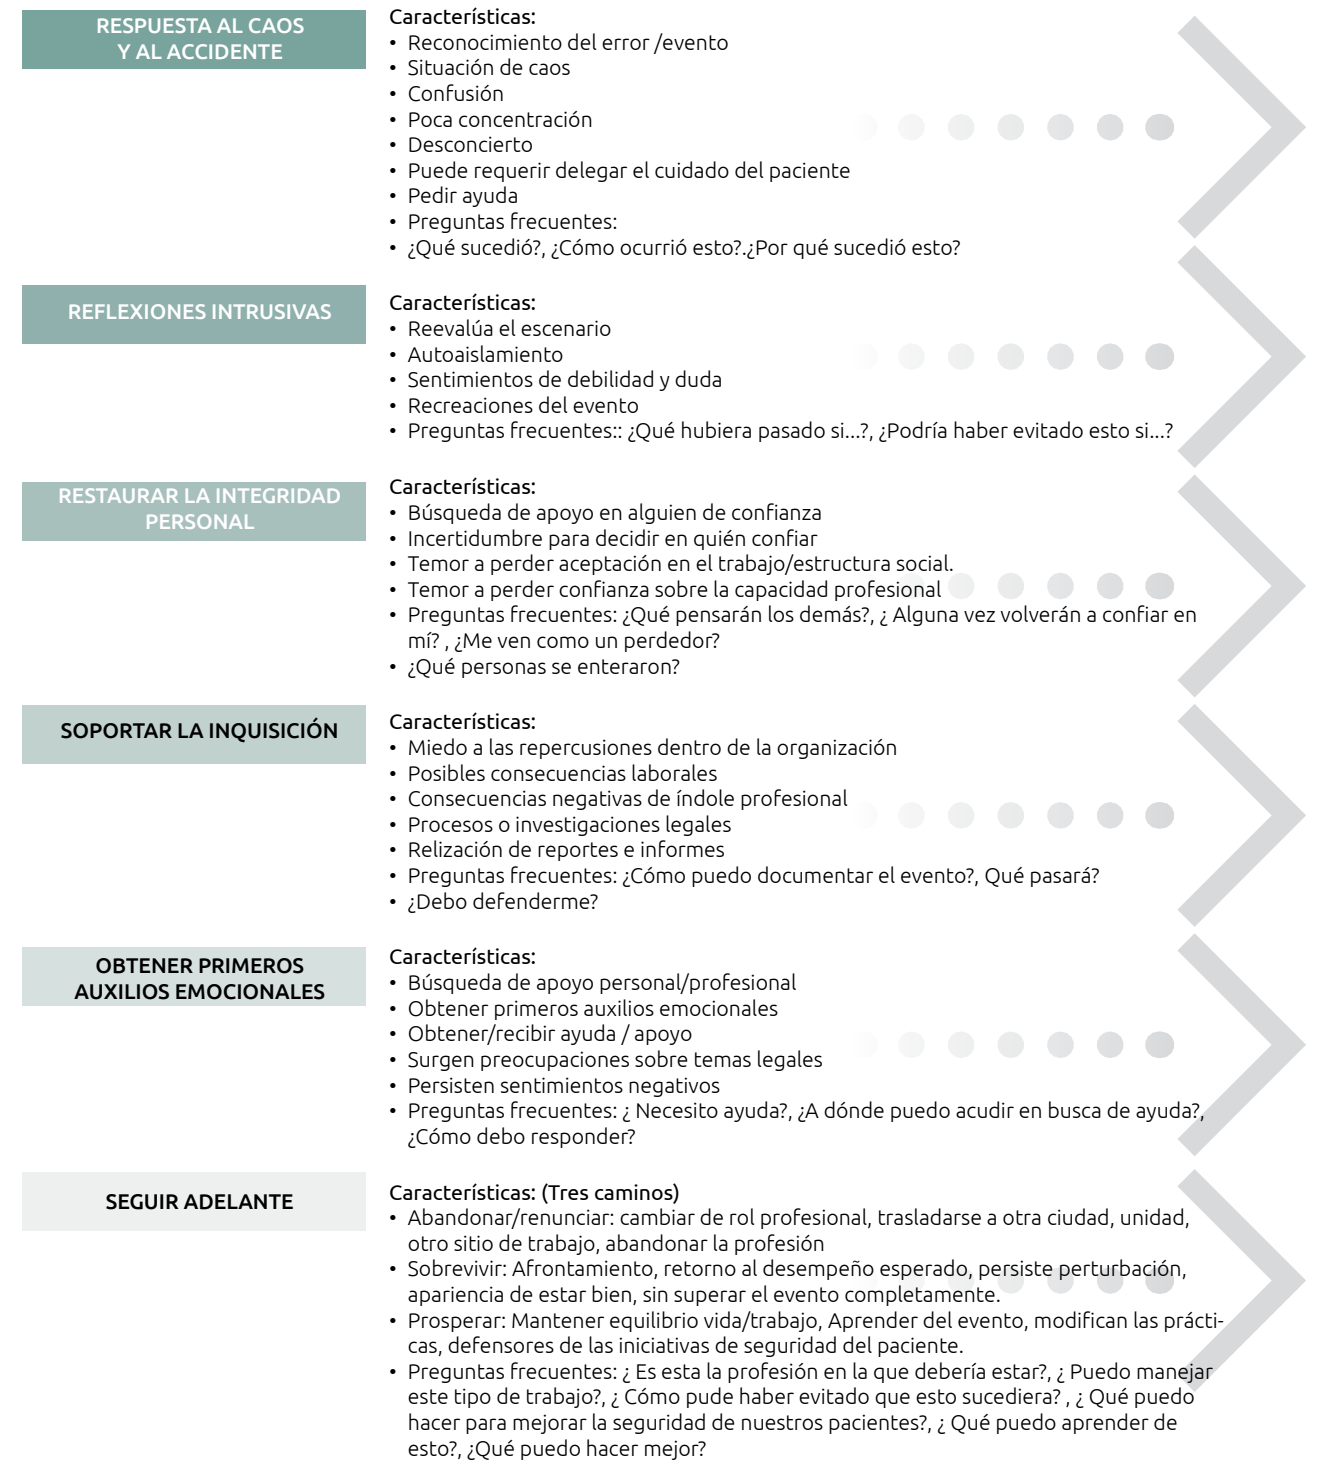 RESPUESTA AL CAOS
Y AL ACCIDENTE
Características:
• Reconocimiento del error /evento
• Situación de caos
• Confusión
• Poca concentración
• Desconcierto
• Puede requerir delegar el cuidado del paciente
• Pedir ayuda
• Preguntas frecuentes:
• ¿Qué sucedió?, ¿Cómo ocurrió esto?.¿Por qué sucedió esto?
REFLEXIONES INTRUSIVAS
Características:
• Reevalúa el escenario
• Autoaislamiento
• Sentimientos de debilidad y duda
• Recreaciones del evento
• Preguntas frecuentes:: ¿Qué hubiera pasado si...?, ¿Podría haber evitado esto si...?
RESTAURAR LA INTEGRIDAD
PERSONAL
Características:
• Búsqueda de apoyo en alguien de confianza
• Incertidumbre para decidir en quién confiar
• Temor a perder aceptación en el trabajo/estructura social.
• Temor a perder confianza sobre la capacidad profesional
• Preguntas frecuentes: ¿Qué pensarán los demás?, ¿ Alguna vez volverán a confiar en
mí? , ¿Me ven como un perdedor?
• ¿Qué personas se enteraron?
SOPORTAR LA INQUISICIÓN
Características:
• Miedo a las repercusiones dentro de la organización
• Posibles consecuencias laborales
• Consecuencias negativas de índole profesional
• Procesos o investigaciones legales
• Relización de reportes e informes
• Preguntas frecuentes: ¿Cómo puedo documentar el evento?, Qué pasará?
• ¿Debo defenderme?
OBTENER PRIMEROS
AUXILIOS EMOCIONALES
Características:
• Búsqueda de apoyo personal/profesional
• Obtener primeros auxilios emocionales
• Obtener/recibir ayuda / apoyo
• Surgen preocupaciones sobre temas legales
• Persisten sentimientos negativos
• Preguntas frecuentes: ¿ Necesito ayuda?, ¿A dónde puedo acudir en busca de ayuda?,
¿Cómo debo responder?
SEGUIR ADELANTE
Características: (Tres caminos)
• Abandonar/renunciar: cambiar de rol profesional, trasladarse a otra ciudad, unidad,
otro sitio de trabajo, abandonar la profesión
• Sobrevivir: Afrontamiento, retorno al desempeño esperado, persiste perturbación,
apariencia de estar bien, sin superar el evento completamente.
• Prosperar: Mantener equilibrio vida/trabajo, Aprender del evento, modifican las prácti-
cas, defensores de las iniciativas de seguridad del paciente.
• Preguntas frecuentes: ¿ Es esta la profesión en la que debería estar?, ¿ Puedo manejar
este tipo de trabajo?, ¿ Cómo pude haber evitado que esto sucediera? , ¿ Qué puedo
hacer para mejorar la seguridad de nuestros pacientes?, ¿ Qué puedo aprender de
esto?, ¿Qué puedo hacer mejor?